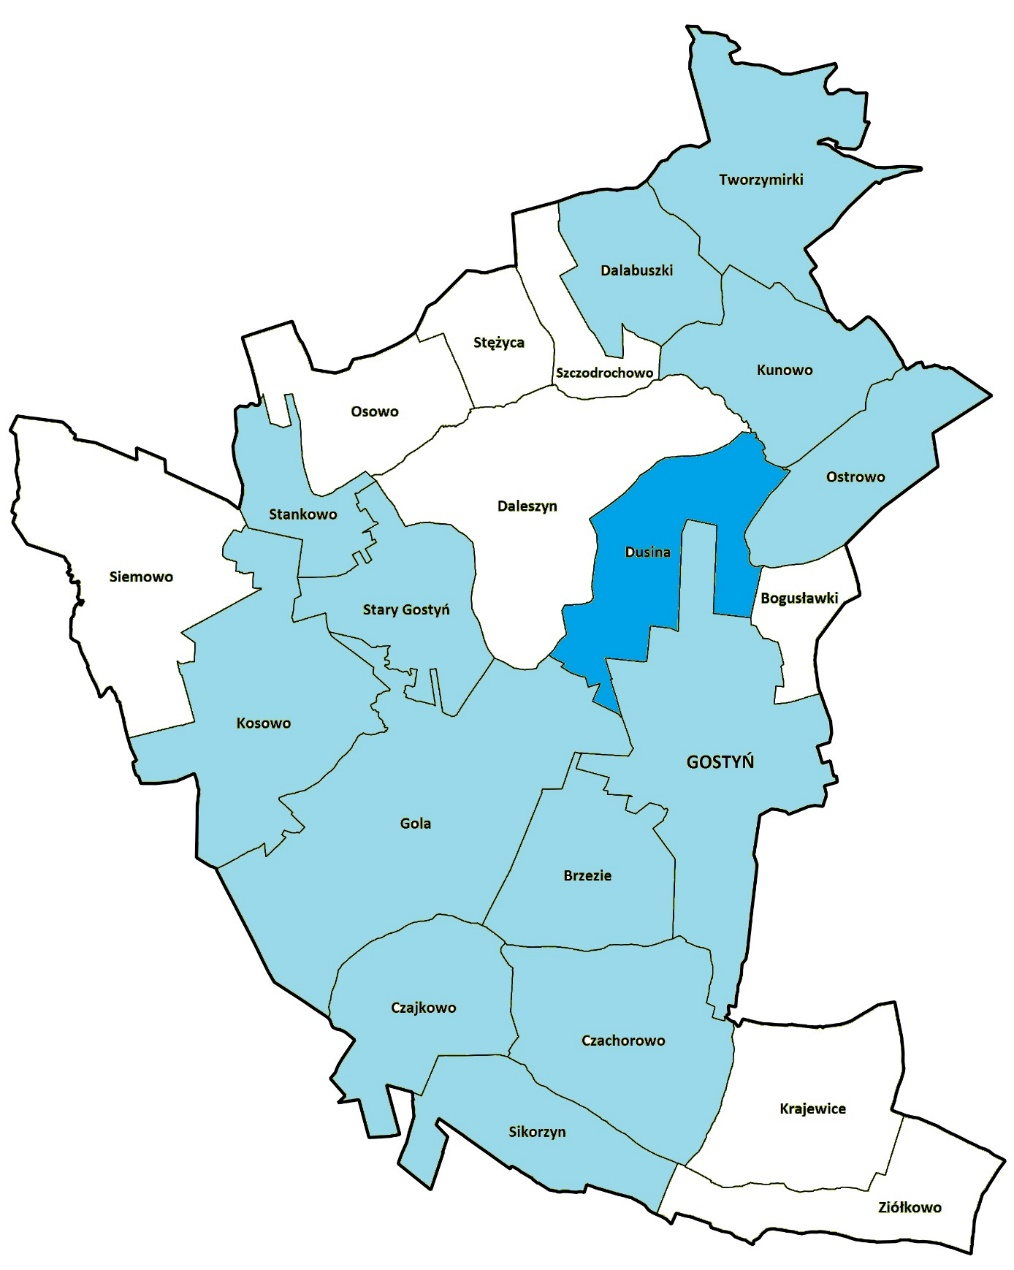 Tworzymirki
Dalabuszki
Stężyca
Kunowo
Szczodrochowo
Osowo
Ostrowo
Daleszyn
Stankowo
Dusina
Siemowo
Bogusławki
Stary Gostyń
Kosowo
GOSTYŃ
Gola
Brzezie
Czajkowo
Czachorowo
Krajewice
Sikorzyn
Ziółkowo